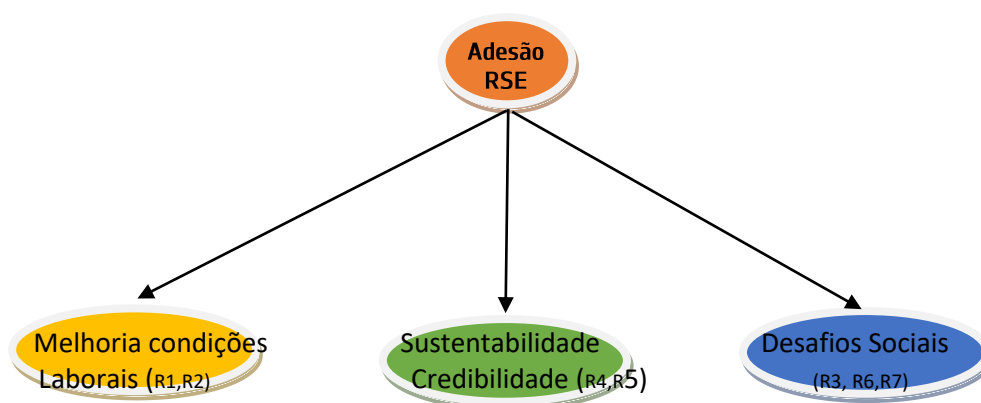 Adesão
RSE
Melhoria condições
Laborais (R1,R2)
Sustentabilidade
Credibilidade (R4,R5)
Desafios Sociais
(R3, R6,R7)